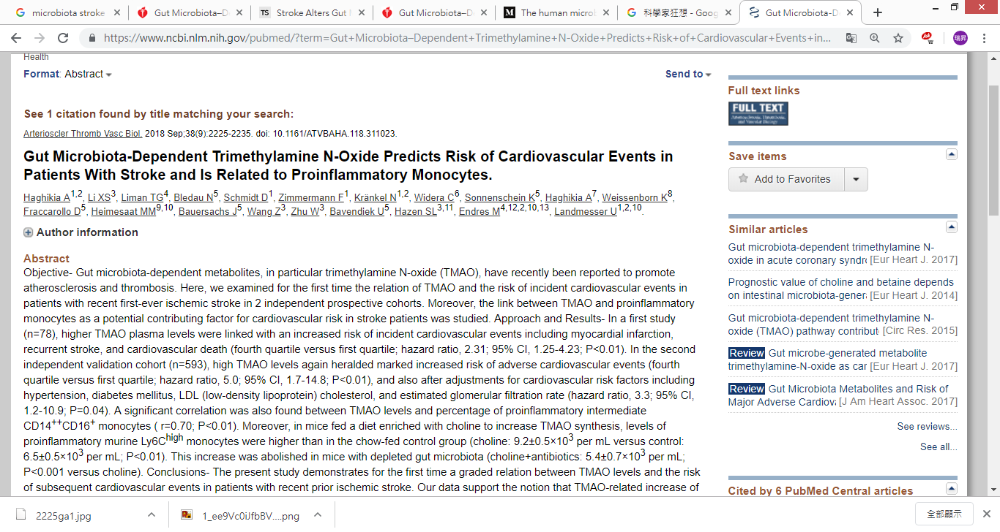 microbiota stroke
Gut Microbiota–D
Stroke Alters Gut M
Gut Microbiota–D
The human microb
科學家狂想 - Goog
Gut Microbiota-D
https://www.ncbi.nlm.nih.gov/pubmed/?term=Gut+Microbiota–Dependent+Trimethylamine+N-Oxide+Predicts+Risk+of+Cardiovascular+Events+in...
瑞昇
Health
Format: Abstract
Send to
See 1 citation found by title matching your search:
Arterioscler Thromb Vasc Biol. 2018 Sep;38(9):2225-2235. doi: 10.1161/ATVBAHA.118.311023.
Gut Microbiota-Dependent Trimethylamine N-Oxide Predicts Risk of Cardiovascular Events in
Patients With Stroke and Is Related to Proinflammatory Monocytes.
Haghikia A1,2, Li XS3, Liman TG4, Bledau N5, Schmidt D1, Zimmermann F1, Kränkel N1,2, Widera C6, Sonnenschein K5, Haghikia A7, Weissenborn K8,
Fraccarollo D5, Heimesaat MM9,10, Bauersachs J5, Wang Z3, Zhu W3, Bavendiek U5, Hazen SL3,11, Endres M4,12,2,10,13, Landmesser U1,2,10.
Author information
Abstract
Objective- Gut microbiota-dependent metabolites, in particular trimethylamine N-oxide (TMAO), have recently been reported to promote
atherosclerosis and thrombosis. Here, we examined for the first time the relation of TMAO and the risk of incident cardiovascular events in
patients with recent first-ever ischemic stroke in 2 independent prospective cohorts. Moreover, the link between TMAO and proinflammatory
monocytes as a potential contributing factor for cardiovascular risk in stroke patients was studied. Approach and Results- In a first study
(n=78), higher TMAO plasma levels were linked with an increased risk of incident cardiovascular events including myocardial infarction,
recurrent stroke, and cardiovascular death (fourth quartile versus first quartile; hazard ratio, 2.31; 95% CI, 1.25-4.23; P<0.01). In the second
independent validation cohort (n=593), high TMAO levels again heralded marked increased risk of adverse cardiovascular events (fourth
quartile versus first quartile; hazard ratio, 5.0; 95% CI, 1.7-14.8; P<0.01), and also after adjustments for cardiovascular risk factors including
hypertension, diabetes mellitus, LDL (low-density lipoprotein) cholesterol, and estimated glomerular filtration rate (hazard ratio, 3.3; 95% CI,
1.2-10.9; P=0.04). A significant correlation was also found between TMAO levels and percentage of proinflammatory intermediate
CD14++CD16+ monocytes ( r=0.70; P<0.01). Moreover, in mice fed a diet enriched with choline to increase TMAO synthesis, levels of
proinflammatory murine Ly6Chigh monocytes were higher than in the chow-fed control group (choline: 9.2±0.5×103 per mL versus control:
6.5±0.5×103 per mL; P<0.01). This increase was abolished in mice with depleted gut microbiota (choline+antibiotics: 5.4±0.7×103 per mL;
P<0.001 versus choline). Conclusions- The present study demonstrates for the first time a graded relation between TMAO levels and the risk
of subsequent cardiovascular events in patients with recent prior ischemic stroke. Our data support the notion that TMAO-related increase of
Full text links
FULL TEXT
Arteriosclerosis, Thrombosis,
and Vascular Biology
Save items
Add to Favorites
Similar articles
Gut microbiota-dependent trimethylamine N-
oxide in acute coronary syndro [Eur Heart J. 2017]
Prognostic value of choline and betaine depends
on intestinal microbiota-genera [Eur Heart J. 2014]
Gut microbiota-dependent trimethylamine N-
oxide (TMAO) pathway contribut [Circ Res. 2015]
Review Gut microbe-generated metabolite
trimethylamine-N-oxide as car [Eur Heart J. 2017]
Review Gut Microbiota Metabolites and Risk of
Major Adverse Cardiova [J Am Heart Assoc. 2017]
See reviews...
See all...
Cited by 6 PubMed Central articles
2225ga1.jpg
1_ee9Vc0iJfbBV....png
全部顯示